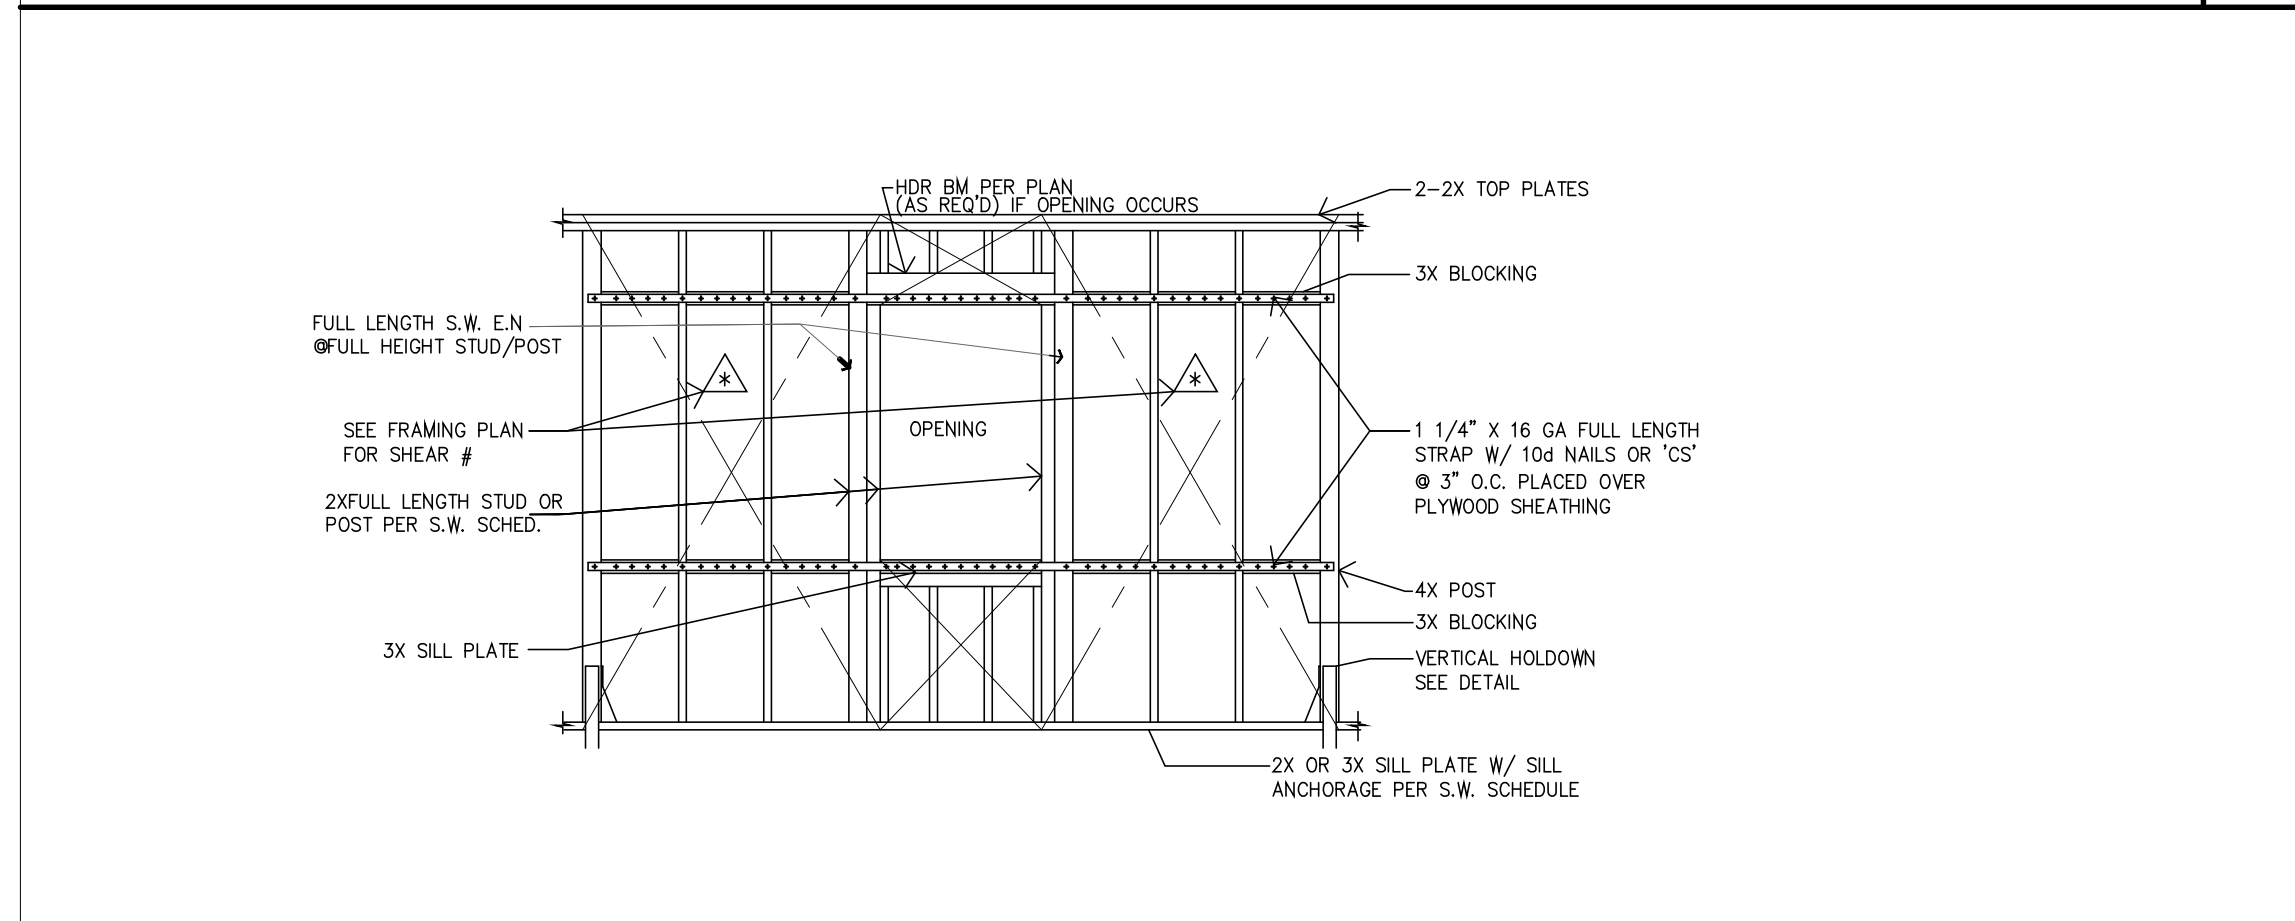 HDR BM PER PLAN
(AS REQ'D) IF OPENING OCCURS
2-2X TOP PLATES
3X BLOCKING
FULL LENGTH S.W. E.N
@FULL HEIGHT STUD/POST
*
*
SEE FRAMING PLAN
FOR SHEAR #
OPENING
1 1/4" X 16 GA FULL LENGTH
STRAP W/ 10d NAILS OR 'CS'
@ 3" O.C. PLACED OVER
PLYWOOD SHEATHING
2XFULL LENGTH STUD OR
POST PER S.W. SCHED.
4X POST
3X BLOCKING
3X SILL PLATE
VERTICAL HOLDOWN
SEE DETAIL
2X OR 3X SILL PLATE W/ SILL
ANCHORAGE PER S.W. SCHEDULE